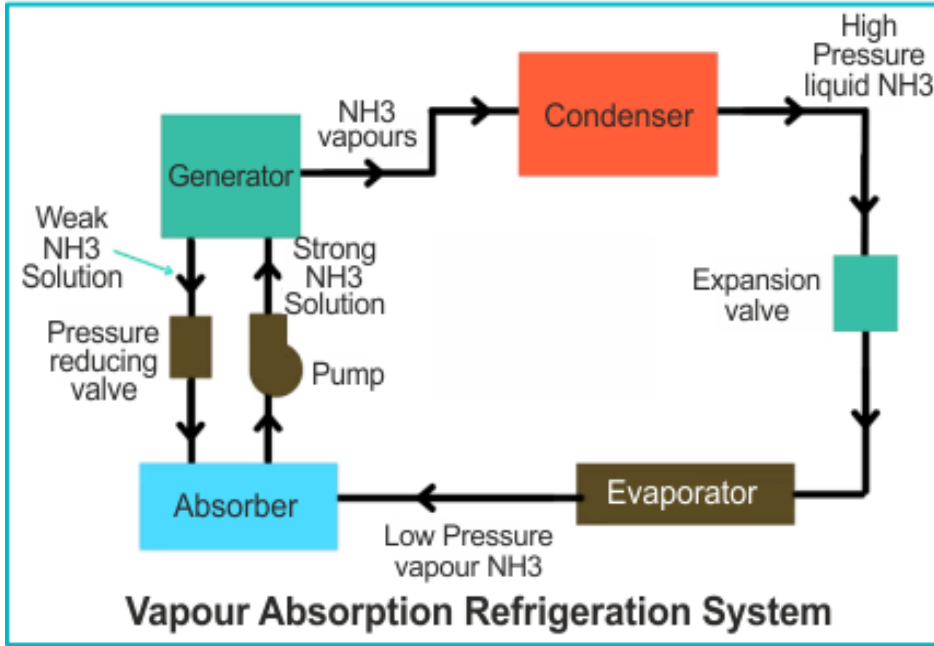 High
Pressure
liquid NH3
NH3
vapours
Condenser
Generator
Weak
NH3
Solution
Strong
NH3
Solution
Expansion
valve
Pressure
reducing
valve
Pump
Absorber
Evaporator
Low Pressure
vapour NH3
Vapour Absorption Refrigeration System